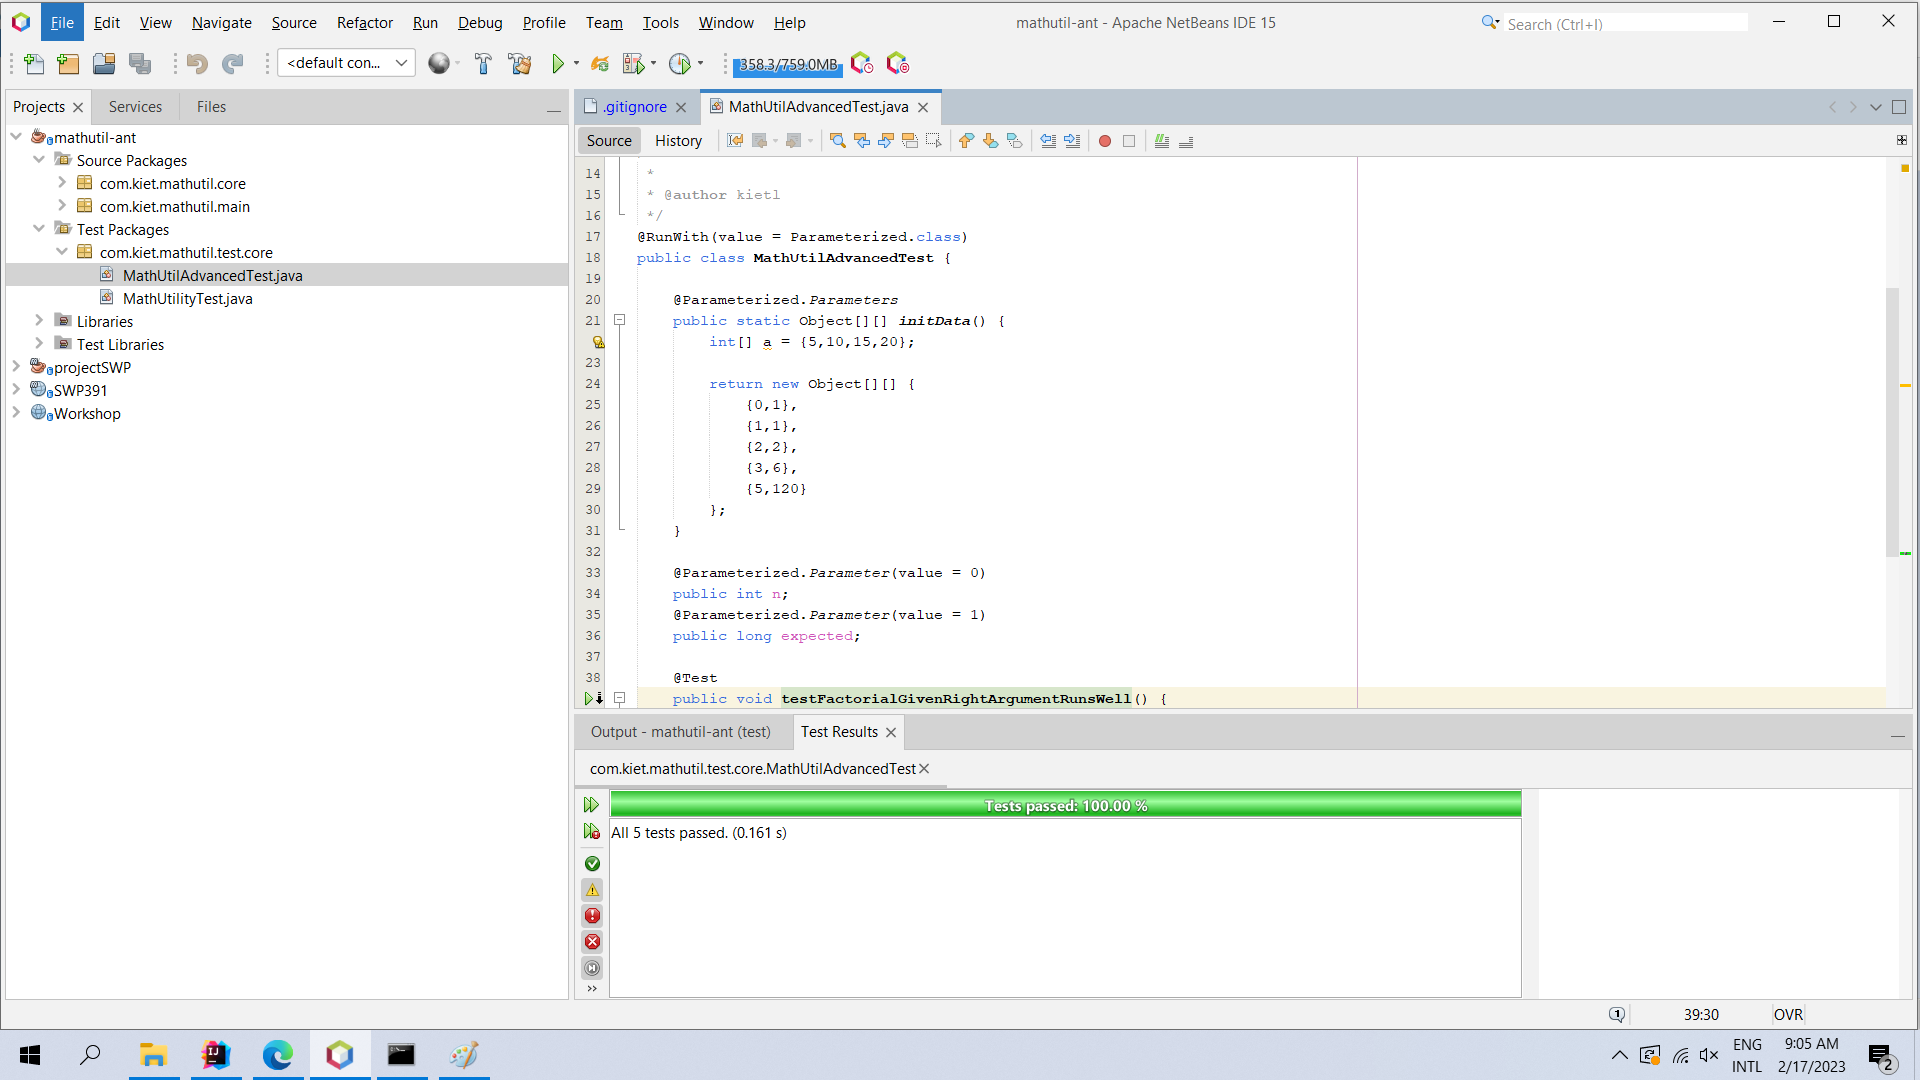 File Edit View Navigate Source Refactor Run Debug Profile Team Tools Window Help
mathutil-ant - Apache NetBeans IDE 15
Search (Ctrl+I)
<default con...
358.3/759.0MB
Projects Services Files
mathutil-ant
Source Packages
com.kiet.mathutil.core
com.kiet.mathutil.main
Test Packages
com.kiet.mathutil.test.core
MathUtilAdvancedTest.java
MathUtilityTest.java
Libraries
Test Libraries
projectSWP
SWP391
Workshop
.gitignore MathUtilAdvancedTest.java
Source History
14 *
15 * @author kietl
16 */
17 @RunWith(value = Parameterized.class)
18 public class MathUtilAdvancedTest {
19
20 @Parameterized.Parameters
21 public static Object[][] initData() {
int[] a = {5,10,15,20};
23
24 return new Object[][] {
25 {0,1},
26 {1,1},
27 {2,2},
28 {3,6},
29 {5,120}
30 };
31 }
32
33 @Parameterized.Parameter(value = 0)
34 public int n;
35 @Parameterized.Parameter(value = 1)
36 public long expected;
37
38 @Test
public void testFactorialGivenRightArgumentRunsWell() {
Output - mathutil-ant (test) Test Results
com.kiet.mathutil.test.core.MathUtilAdvancedTest
Tests passed: 100.00 %
All 5 tests passed. (0.161 s)
1 39:30 OVR
ENG
INTL
9:05 AM
2/17/2023
2